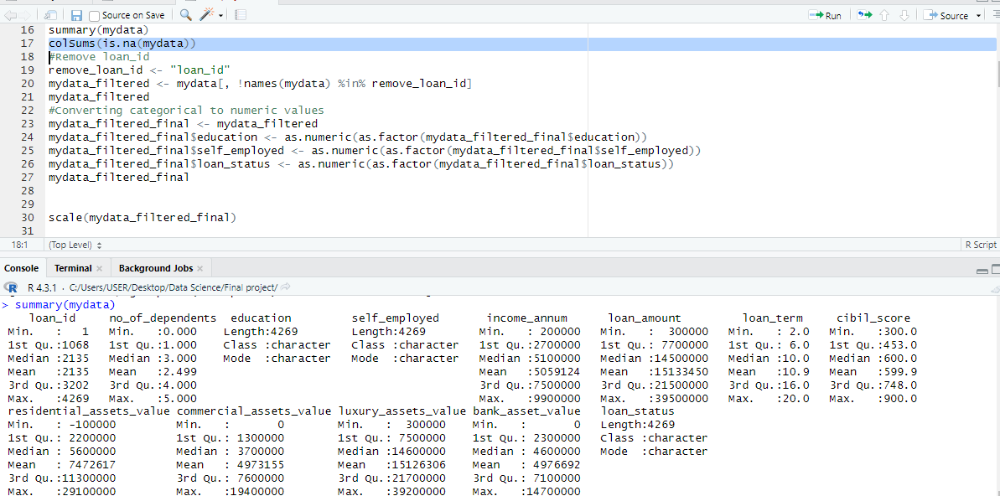 Source on Save
Run
Source
16 summary(mydata)
17 colSums(is.na(mydata))
18 #Remove loan_id
19 remove_loan_id <- "loan_id"
20 mydata_filtered <- mydata[, !names(mydata) %in% remove_loan_id]
21 mydata_filtered
22 #Converting categorical to numeric values
23 mydata_filtered_final <- mydata_filtered
24 mydata_filtered_final$education <- as.numeric(as.factor(mydata_filtered_final$education))
25 mydata_filtered_final$self_employed <- as.numeric(as.factor(mydata_filtered_final$self_employed))
26 mydata_filtered_final$loan_status <- as.numeric(as.factor(mydata_filtered_final$loan_status))
27 mydata_filtered_final
28
29
30 scale(mydata_filtered_final)
31
18:1 (Top Level) R Script
Console Terminal Background Jobs
R 4.3.1 · C:/Users/USER/Desktop/Data Science/Final project/
> summary(mydata)
loan_id no_of_dependents education self_employed income_annum loan_amount loan_term cibil_score
Min. : 1 Min. :0.000 Length:4269 Length:4269 Min. : 200000 Min. : 300000 Min. : 2.0 Min. :300.0
1st Qu.:1068 1st Qu.:1.000 Class :character Class :character 1st Qu.:2700000 1st Qu.: 7700000 1st Qu.: 6.0 1st Qu.:453.0
Median :2135 Median :3.000 Mode :character Mode :character Median :5100000 Median :14500000 Median :10.0 Median :600.0
Mean :2135 Mean :2.499 Mean :5059124 Mean :15133450 Mean :10.9 Mean :599.9
3rd Qu.:3202 3rd Qu.:4.000 3rd Qu.:7500000 3rd Qu.:21500000 3rd Qu.:16.0 3rd Qu.:748.0
Max. :4269 Max. :5.000 Max. :9900000 Max. :39500000 Max. :20.0 Max. :900.0
residential_assets_value commercial_assets_value luxury_assets_value bank_asset_value loan_status
Min. : -100000 Min. : 0 Min. : 300000 Min. : 0 Length:4269
1st Qu.: 2200000 1st Qu.: 1300000 1st Qu.: 7500000 1st Qu.: 2300000 Class :character
Median : 5600000 Median : 3700000 Median :14600000 Median : 4600000 Mode :character
Mean : 7472617 Mean : 4973155 Mean :15126306 Mean : 4976692
3rd Qu.:11300000 3rd Qu.: 7600000 3rd Qu.:21700000 3rd Qu.: 7100000
Max. :29100000 Max. :19400000 Max. :39200000 Max. :14700000